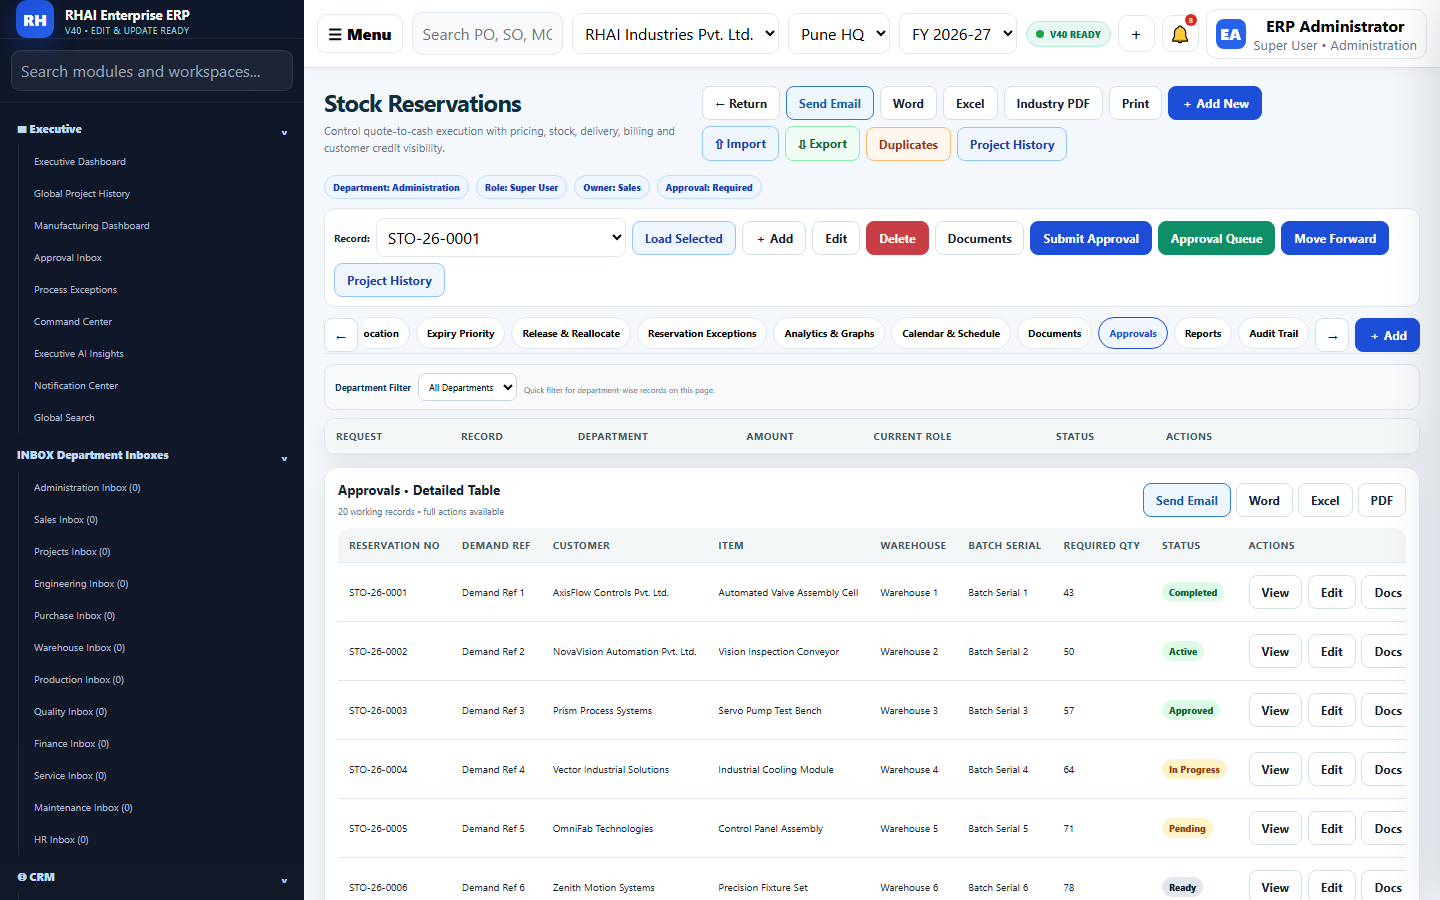 RH RHAI Enterprise ERP
V40 • EDIT & UPDATE READY
Search modules and workspaces...
Executive
Executive Dashboard
Global Project History
Manufacturing Dashboard
Approval Inbox
Process Exceptions
Command Center
Executive AI Insights
Notification Center
Global Search
INBOX Department Inboxes
Administration Inbox (0)
Sales Inbox (0)
Projects Inbox (0)
Engineering Inbox (0)
Purchase Inbox (0)
Warehouse Inbox (0)
Production Inbox (0)
Quality Inbox (0)
Finance Inbox (0)
Service Inbox (0)
Maintenance Inbox (0)
HR Inbox (0)
CRM
☰ Menu Search PO, SO, MO RHAI Industries Pvt. Ltd. Pune HQ FY 2026-27 V40 READY + 8 EA ERP Administrator
Super User • Administration
Stock Reservations
Control quote-to-cash execution with pricing, stock, delivery, billing and
customer credit visibility.
← Return Send Email Word Excel Industry PDF Print + Add New
⇧ Import ⇩ Export Duplicates Project History
Department: Administration Role: Super User Owner: Sales Approval: Required
Record: STO-26-0001 Load Selected + Add Edit Delete Documents Submit Approval Approval Queue Move Forward
Project History
← ocation Expiry Priority Release & Reallocate Reservation Exceptions Analytics & Graphs Calendar & Schedule Documents Approvals Reports Audit Trail → + Add
Department Filter All Departments Quick filter for department-wise records on this page.
REQUEST RECORD DEPARTMENT AMOUNT CURRENT ROLE STATUS ACTIONS
Approvals • Detailed Table
20 working records • full actions available
Send Email Word Excel PDF
RESERVATION NO DEMAND REF CUSTOMER ITEM WAREHOUSE BATCH SERIAL REQUIRED QTY STATUS ACTIONS
STO-26-0001 Demand Ref 1 AxisFlow Controls Pvt. Ltd. Automated Valve Assembly Cell Warehouse 1 Batch Serial 1 43 Completed View Edit Docs
STO-26-0002 Demand Ref 2 NovaVision Automation Pvt. Ltd. Vision Inspection Conveyor Warehouse 2 Batch Serial 2 50 Active View Edit Docs
STO-26-0003 Demand Ref 3 Prism Process Systems Servo Pump Test Bench Warehouse 3 Batch Serial 3 57 Approved View Edit Docs
STO-26-0004 Demand Ref 4 Vector Industrial Solutions Industrial Cooling Module Warehouse 4 Batch Serial 4 64 In Progress View Edit Docs
STO-26-0005 Demand Ref 5 OmniFab Technologies Control Panel Assembly Warehouse 5 Batch Serial 5 71 Pending View Edit Docs
STO-26-0006 Demand Ref 6 Zenith Motion Systems Precision Fixture Set Warehouse 6 Batch Serial 6 78 Ready View Edit Docs